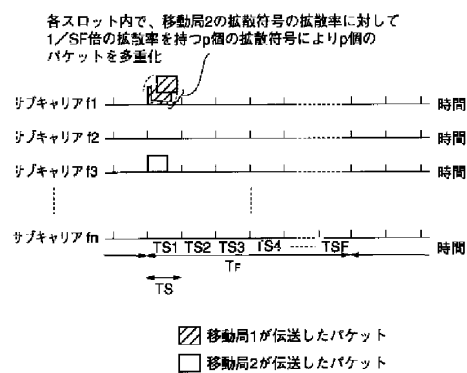 各スロット内で、移動局2の拡散符号の拡散率に対して
1/SF倍の拡散率を持つp個の拡散符号によりp個の
パケットを多重化
サブキャリアf1
時間
サブキャリアf2
時間
サブキャリアf3
時間
サブキャリアfn
TS1 TS2 TS3 TS4 TSF
時間
TF
TS
移動局1が伝送したパケット
移動局2が伝送したパケット